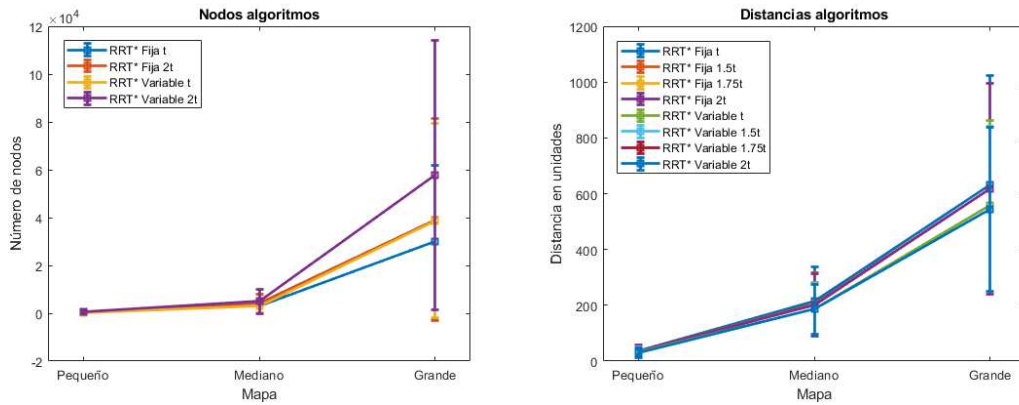 Nodos algoritmos
×10⁴
12
10
8
6
4
2
0
-2
Número de nodos
RRT* Fija t
RRT* Fija 2t
RRT* Variable t
RRT* Variable 2t
Pequeño
Mediano
Grande
Mapa
Distancias algoritmos
1200
1000
800
600
400
200
0
Distancia en unidades
RRT* Fija t
RRT* Fija 1.5t
RRT* Fija 1.75t
RRT* Fija 2t
RRT* Variable t
RRT* Variable 1.5t
RRT* Variable 1.75t
RRT* Variable 2t
Pequeño
Mediano
Grande
Mapa